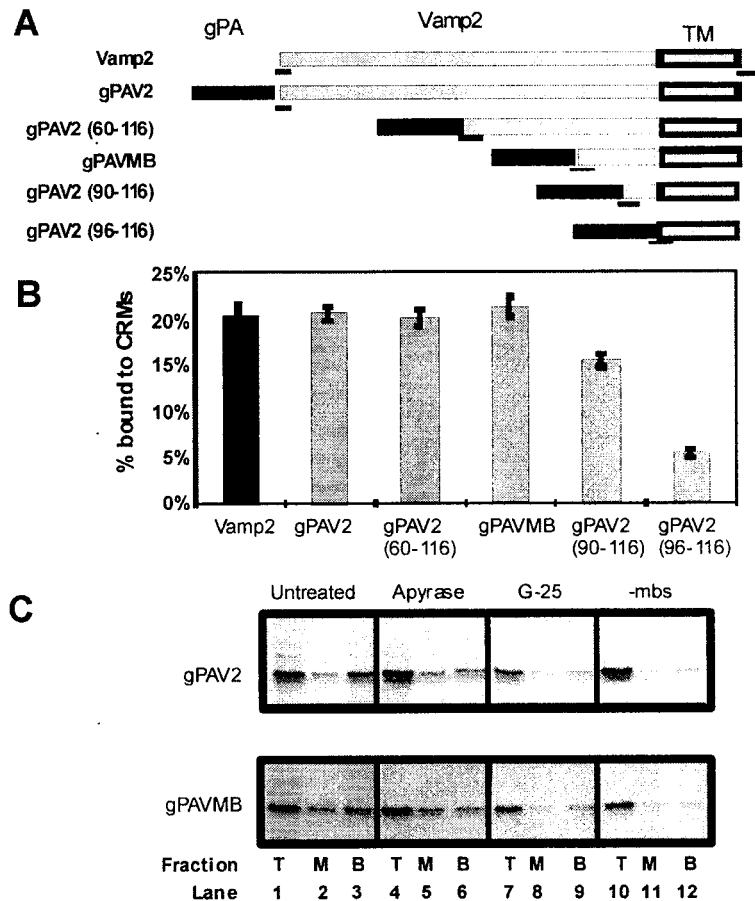 A
gPA
Vamp2
TM
Vamp2
gPAV2
gPAV2 (60-116)
gPAVMB
gPAV2 (90-116)
gPAV2 (96-116)
B
% bound to CRMs
25%
20%
15%
10%
5%
0%
Vamp2 gPAV2 gPAV2 gPAVMB gPAV2 gPAV2
(60-116) (90-116) (96-116)
C
Untreated Apyrase G-25 -mbs
gPAV2
gPAVMB
Fraction T M B T M B T M B T M B
Lane 1 2 3 4 5 6 7 8 9 10 11 12